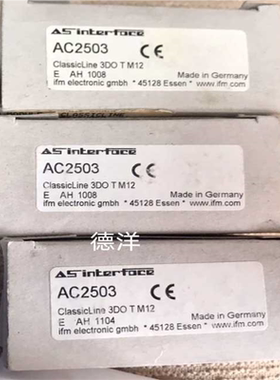 AS interface
AC2503 CE
ClassicLine 3DO T M12
E AH 1008 Made in Germany
ifm electronic gmbh * 45128 Essen * www.ifm.com
CLASSICLINE
AS interface
AC2503 CE
ClassicLine 3DO T M12
E AH 1008 Made in Germany
ifm electronic gmbh * 45128 Essen * www.ifm.com
德洋
AS interface
AC2503 CE
ClassicLine 3DO T M12
E AH 1104 Made in Germany
ifm electronic gmbh * 45128 Essen * www.ifm.com